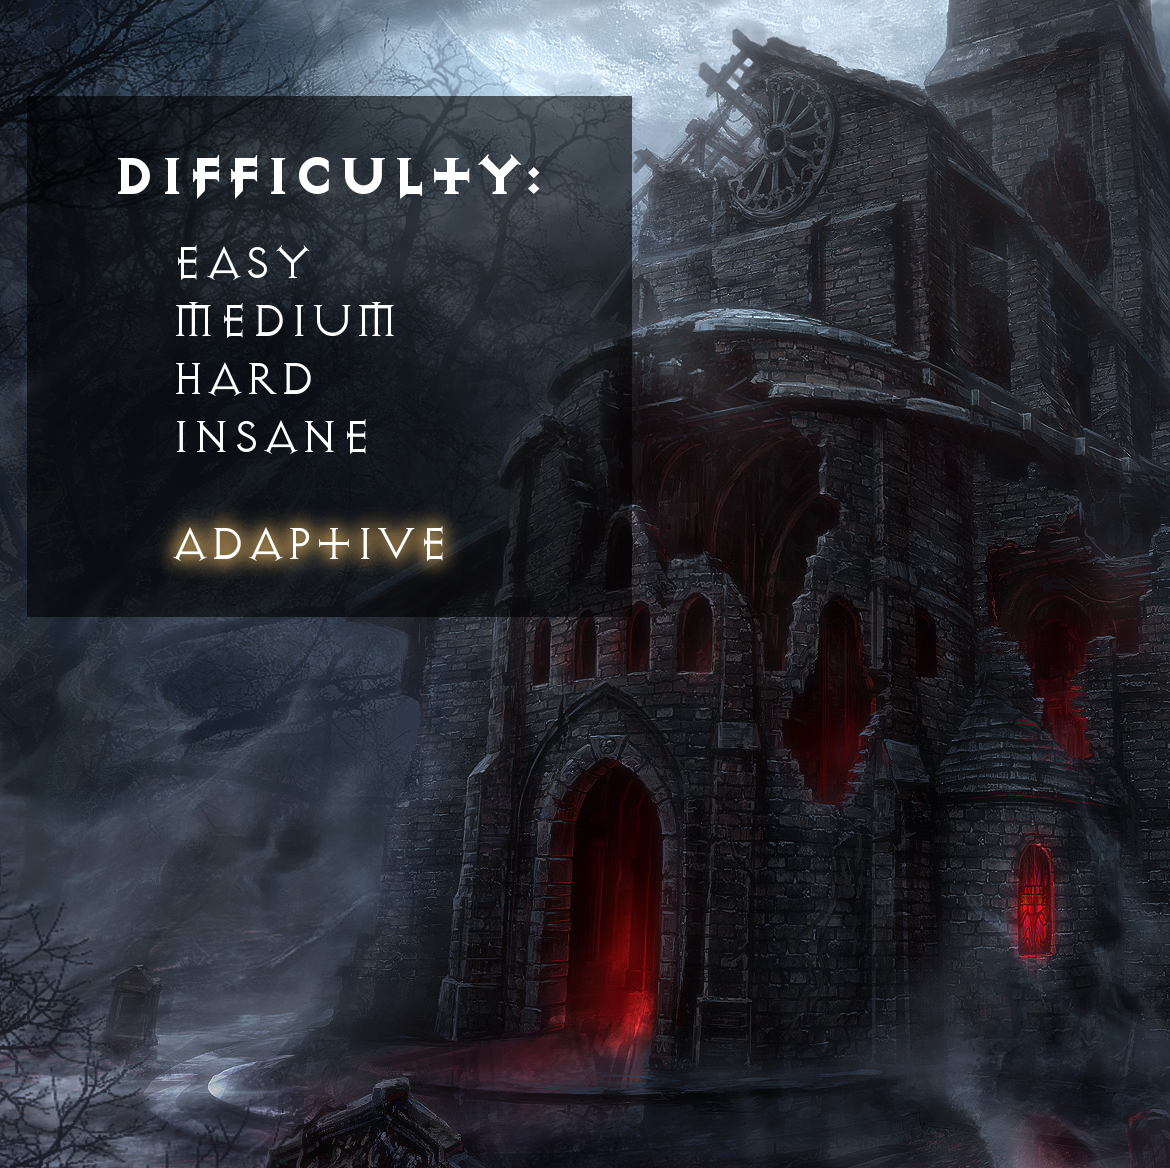 DIFFICULTY:
EASY
MEDIUM
HARD
INSANE
ADAPTIVE